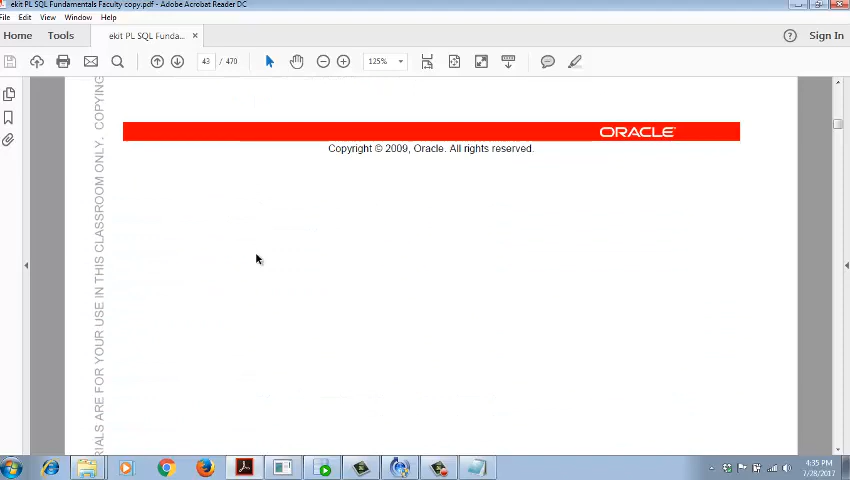 ekit PL SQL Fundamentals Faculty copy.pdf - Adobe Acrobat Reader DC
File Edit View Window Help
Home Tools ekit PL SQL Funda... × Sign In
43 / 470 125%
ORACLE
Copyright © 2009, Oracle. All rights reserved.
RIALS ARE FOR YOUR USE IN THIS CLASSROOM ONLY. COPYING
4:35 PM
7/28/2017